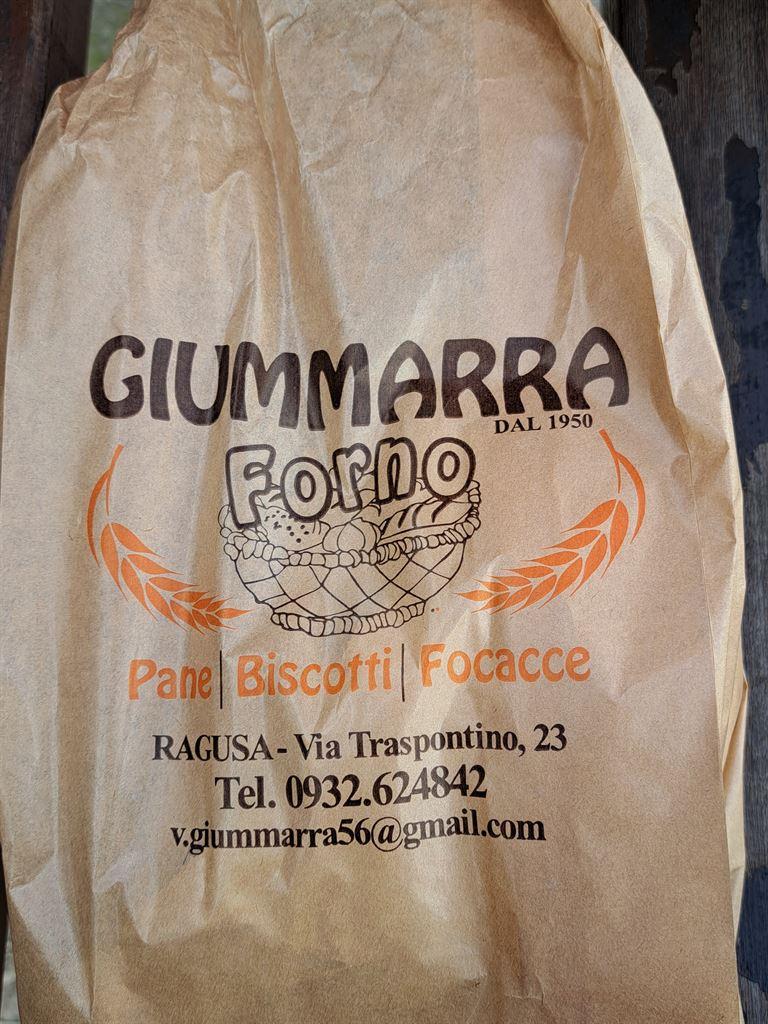 GIUMMARRA
DAL 1950
Forno
Pane | Biscotti | Focacce
RAGUSA - Via Traspontino, 23
Tel. 0932.624842
v.giummarra56@gmail.com